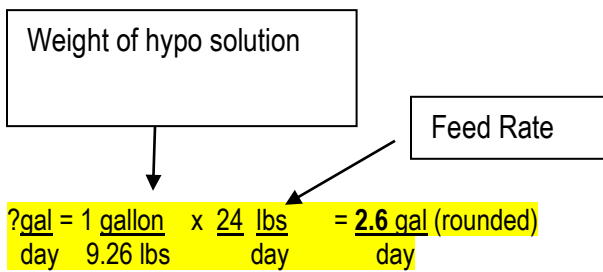 Weight of hypo solution
Feed Rate
?gal = 1 gallon x 24 lbs = 2.6 gal (rounded)
day 9.26 lbs day day